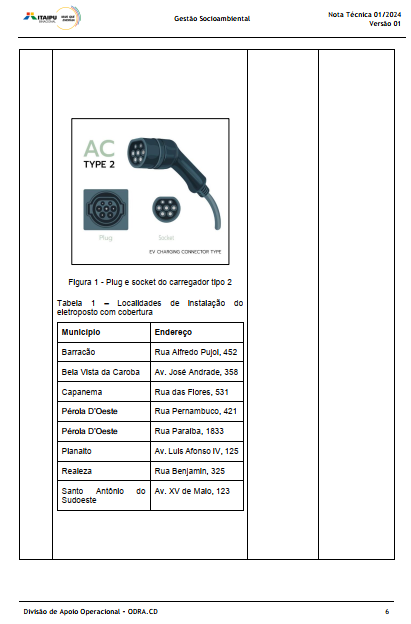 ITAIPU
BINACIONAL
Gestão Socioambiental
Nota Técnica 01/2024
Versão 01
AC
TYPE 2
Plug
Socket
EV CHARGING CONNECTOR TYPE
Figura 1 - Plug e socket do carregador tipo 2
Tabela 1 – Localidades de instalação do
eletroposto com cobertura
Município Endereço
Barracão Rua Alfredo Pujol, 452
Bela Vista da Caroba Av. José Andrade, 358
Capanema Rua das Flores, 531
Pérola D'Oeste Rua Pernambuco, 421
Pérola D'Oeste Rua Paraíba, 1833
Planalto Av. Luis Afonso IV, 125
Realeza Rua Benjamin, 325
Santo Antônio do Av. XV de Maio, 123
Sudoeste
Divisão de Apoio Operacional • ODRA.CD
6